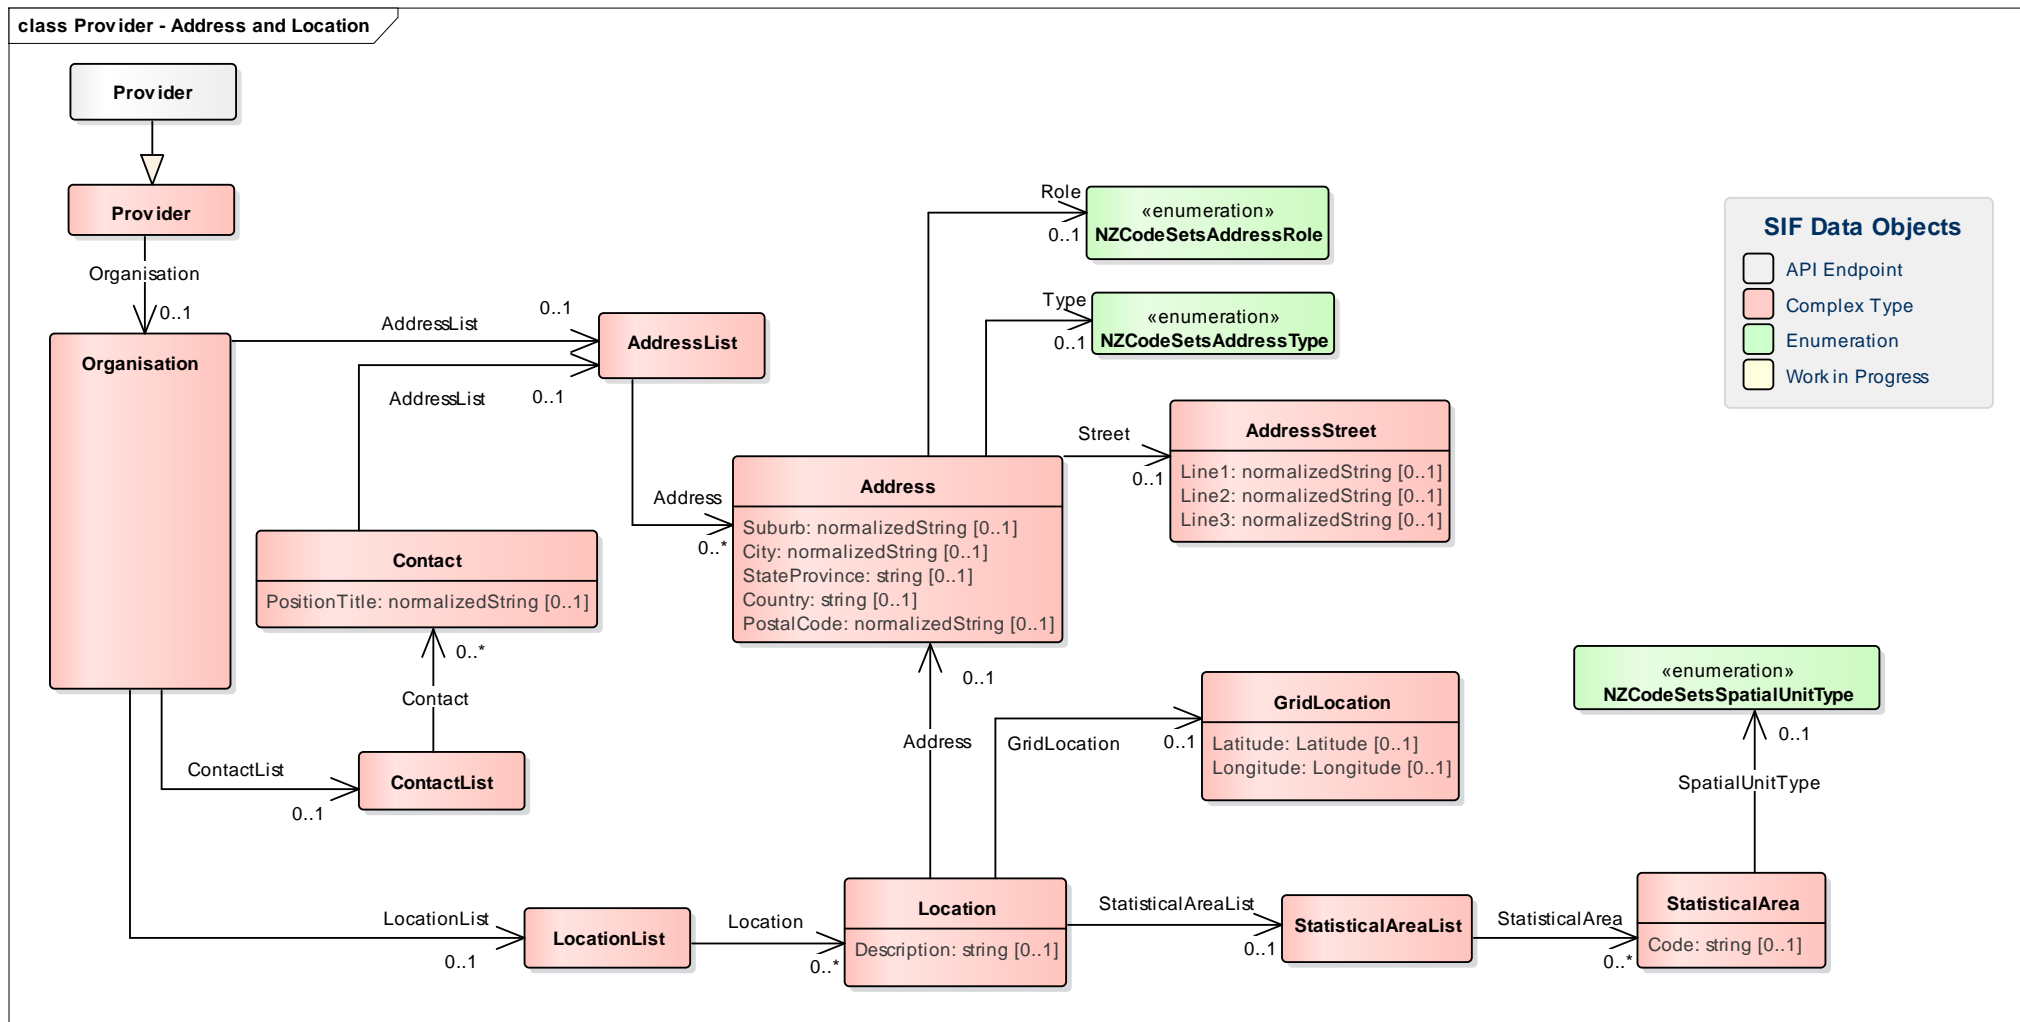 class Provider - Address and Location
Provider
Provider
Organisation
0..1
Organisation
AddressList
0..1
AddressList
0..1
AddressList
Address
0..*
Contact
PositionTitle: normalizedString [0..1]
0..*
Contact
ContactList
0..1
ContactList
LocationList
0..1
LocationList
Location
0..*
Location
Description: string [0..1]
Address
0..1
Address
Suburb: normalizedString [0..1]
City: normalizedString [0..1]
StateProvince: string [0..1]
Country: string [0..1]
PostalCode: normalizedString [0..1]
Role
0..1
«enumeration»
NZCodeSetsAddressRole
Type
0..1
«enumeration»
NZCodeSetsAddressType
Street
0..1
AddressStreet
Line1: normalizedString [0..1]
Line2: normalizedString [0..1]
Line3: normalizedString [0..1]
GridLocation
0..1
GridLocation
Latitude: Latitude [0..1]
Longitude: Longitude [0..1]
StatisticalAreaList
0..1
StatisticalAreaList
StatisticalArea
0..*
StatisticalArea
Code: string [0..1]
SpatialUnitType
0..1
«enumeration»
NZCodeSetsSpatialUnitType
SIF Data Objects
API Endpoint
Complex Type
Enumeration
Work in Progress